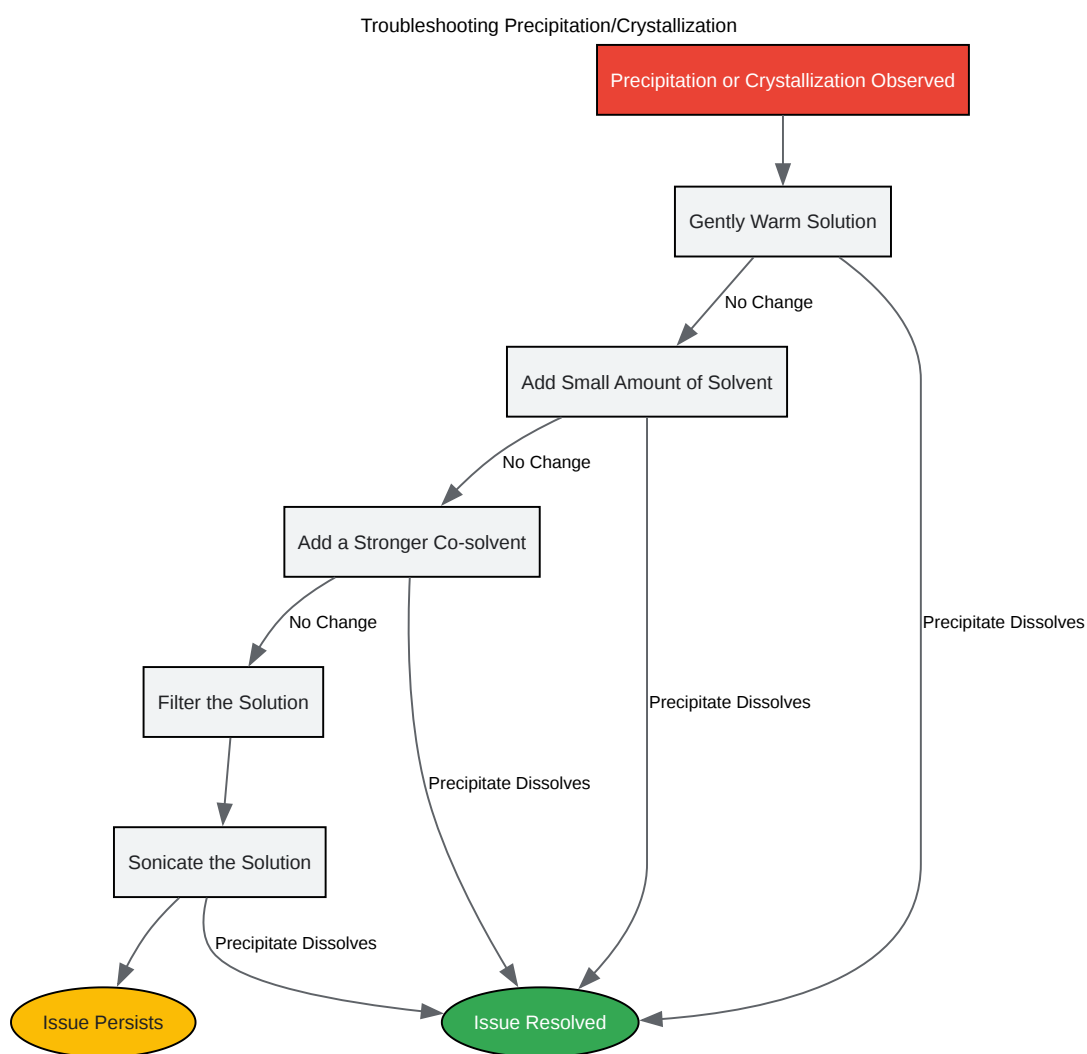 Troubleshooting Precipitation/Crystallization
Precipitation or Crystallization Observed
Gently Warm Solution
No Change
Add Small Amount of Solvent
No Change
Add a Stronger Co-solvent
No Change
Precipitate Dissolves
Filter the Solution
Precipitate Dissolves
Precipitate Dissolves
Sonicate the Solution
Precipitate Dissolves
Issue Persists
Issue Resolved